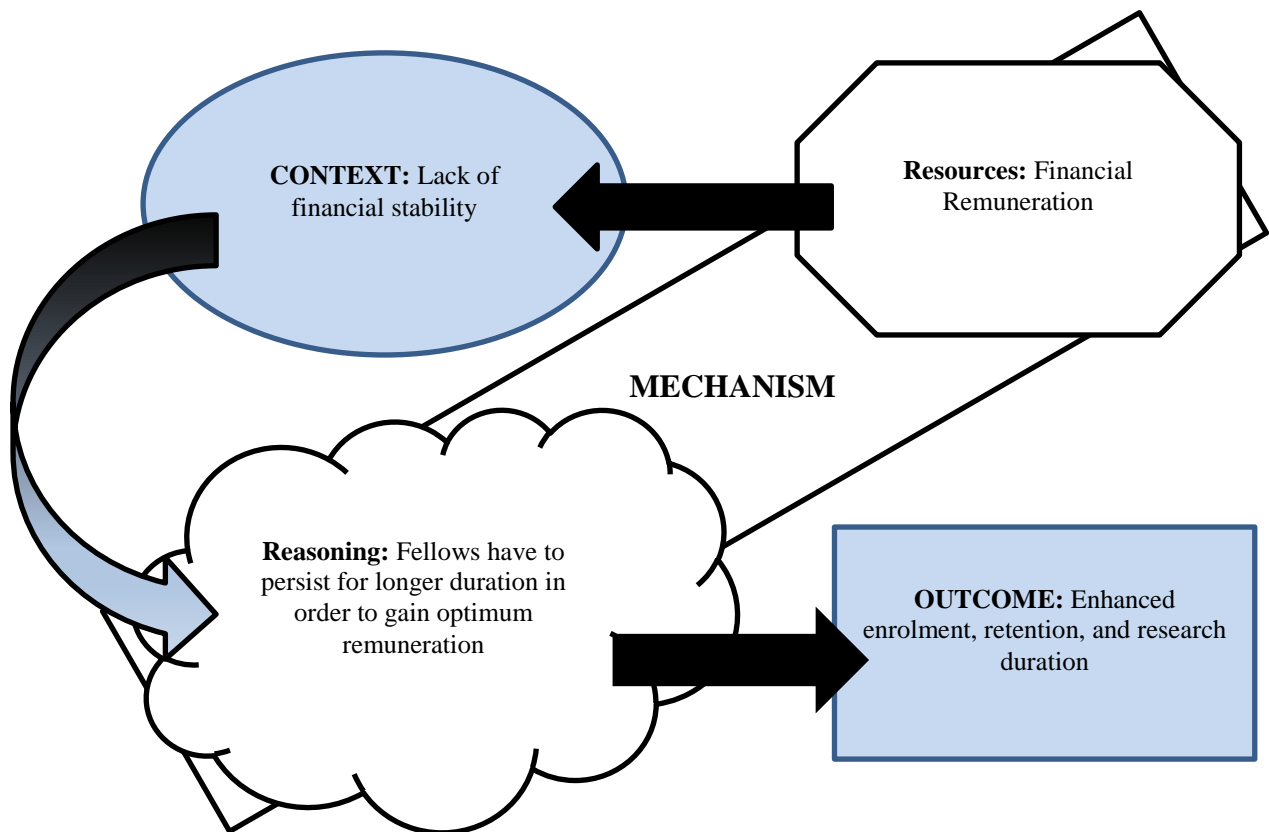 CONTEXT: Lack of
financial stability
Resources: Financial
Remuneration
MECHANISM
Reasoning: Fellows have to
persist for longer duration in
order to gain optimum
remuneration
OUTCOME: Enhanced
enrolment, retention, and research
duration